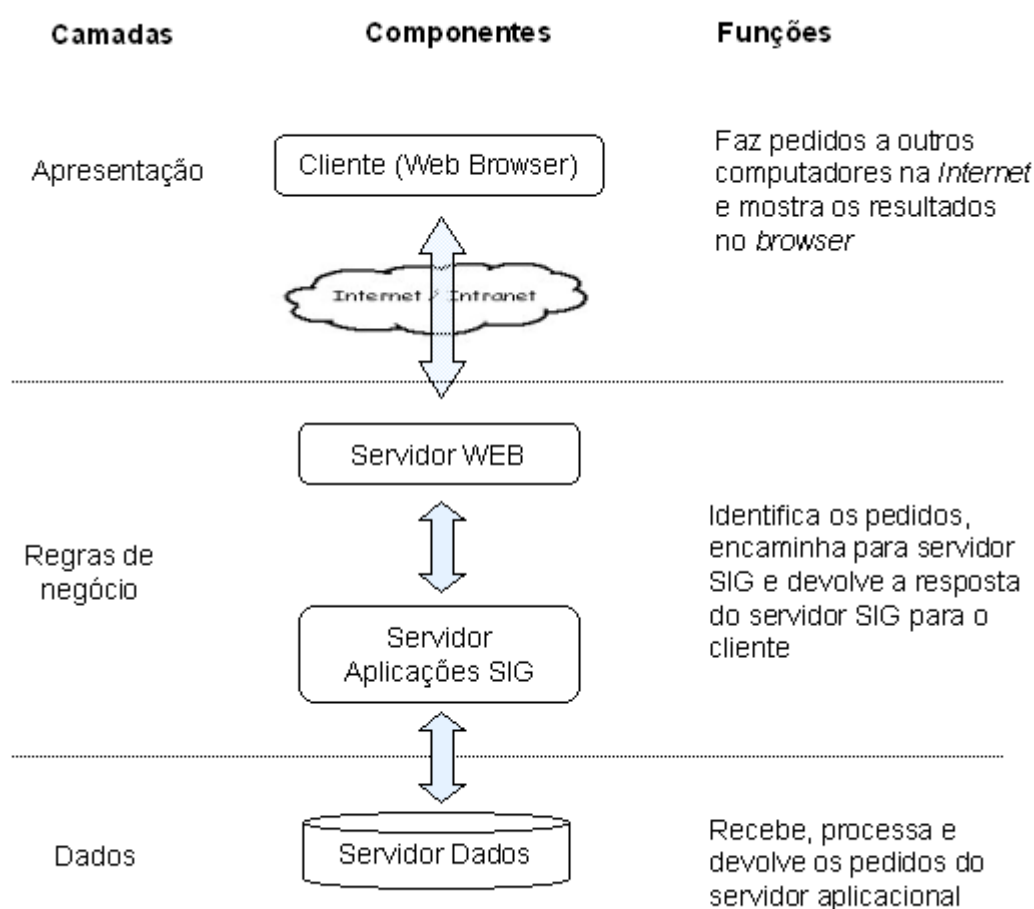 Camadas Componentes Funções
Apresentação
Cliente (Web Browser)
Faz pedidos a outros
computadores na Internet
e mostra os resultados
no browser
Internet / Intranet
Servidor WEB
Regras de
negócio
Servidor
Aplicações SIG
Identifica os pedidos,
encaminha para servidor
SIG e devolve a resposta
do servidor SIG para o
cliente
Dados
Servidor Dados
Recebe, processa e
devolve os pedidos do
servidor aplicacional